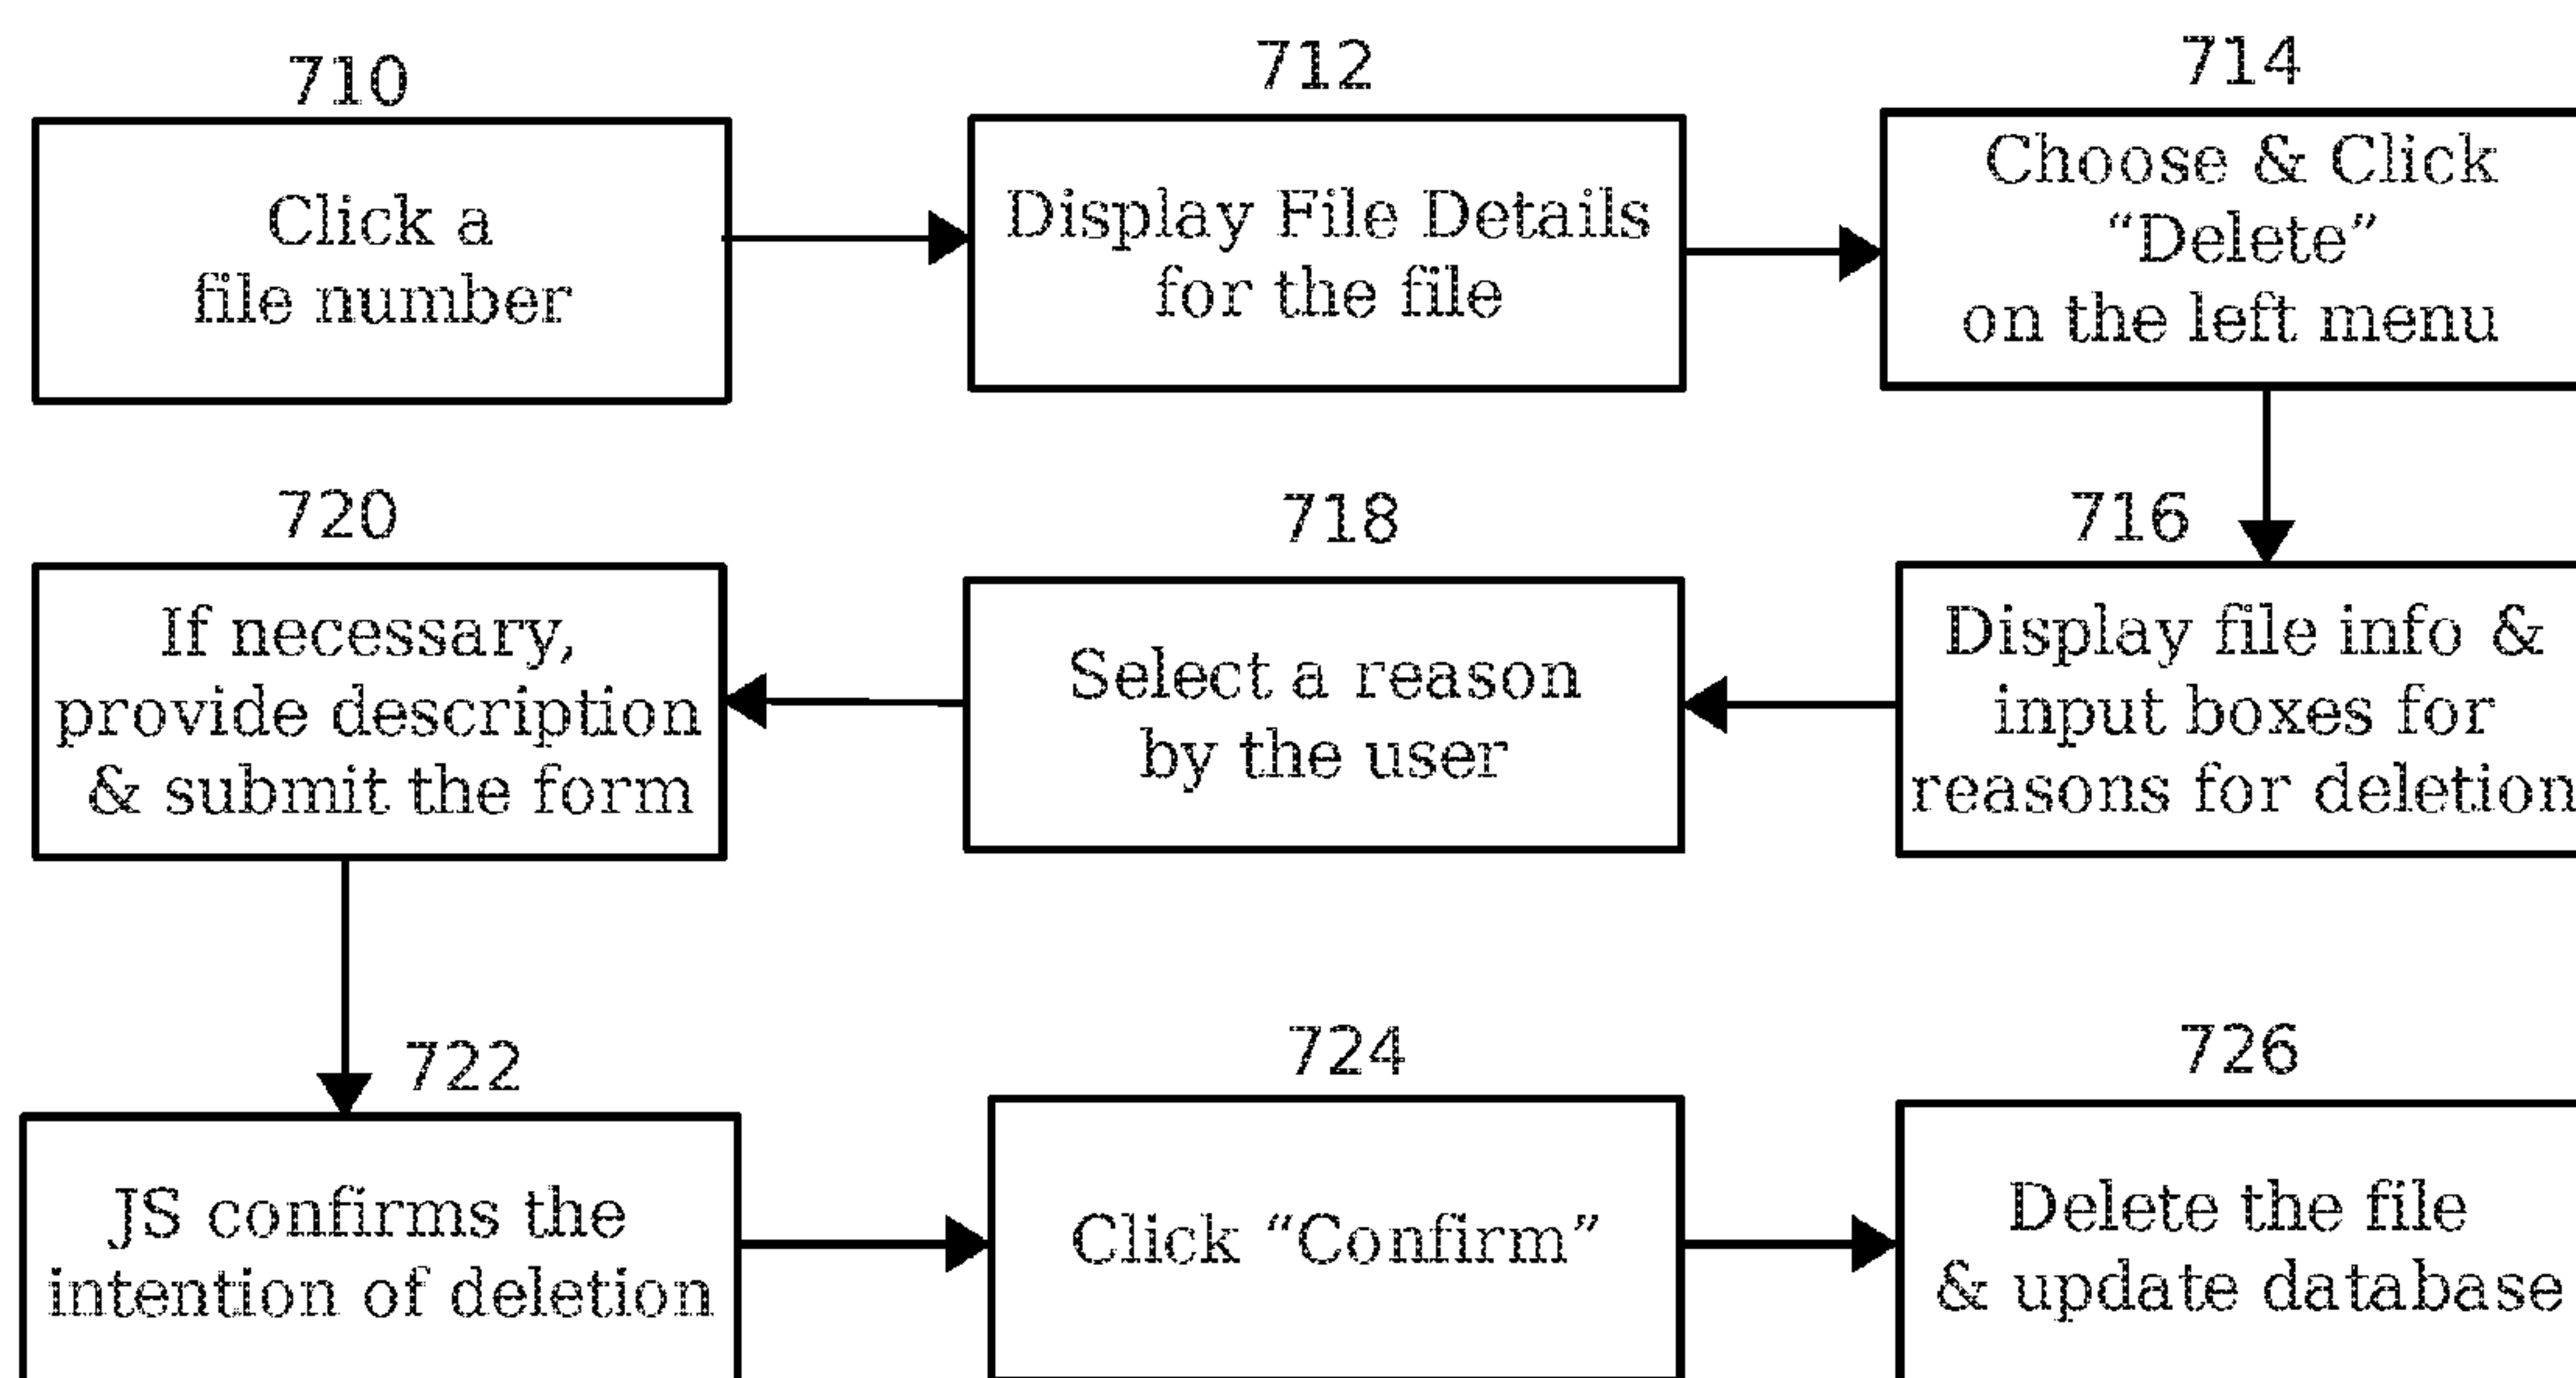 710
Click a
file number
712
Display File Details
for the file
714
Choose & Click
“Delete”
on the left menu
716
Display file info &
input boxes for
reasons for deletion
718
Select a reason
by the user
720
If necessary,
provide description
& submit the form
722
JS confirms the
intention of deletion
724
Click “Confirm”
726
Delete the file
& update database